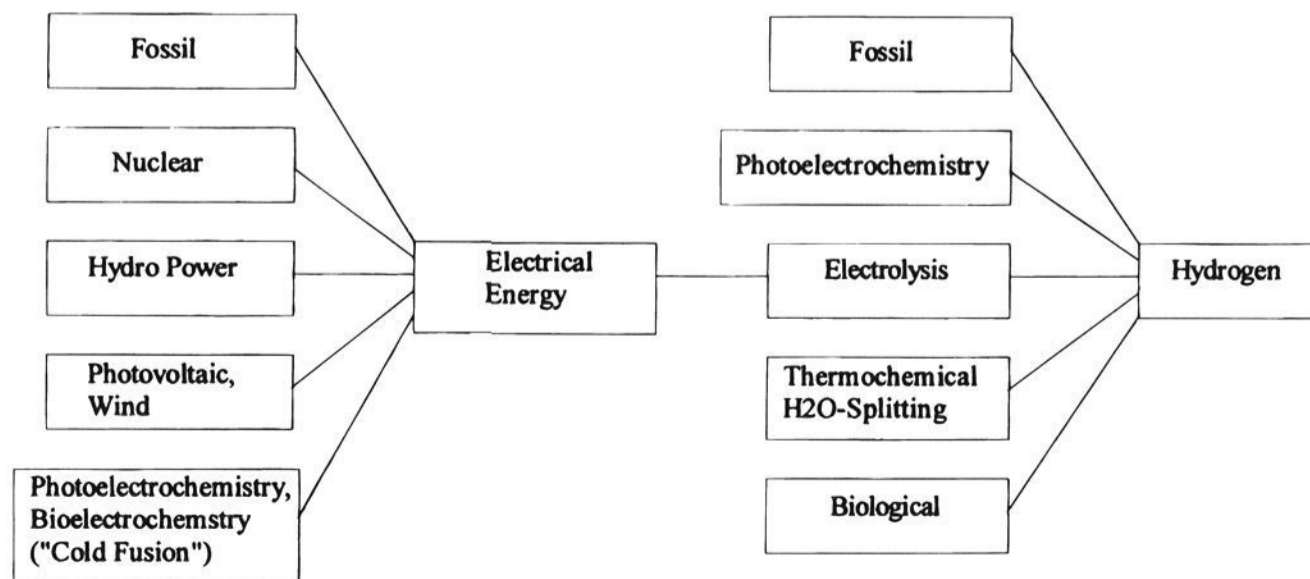 Fossil
Nuclear
Hydro Power
Photovoltaic,
Wind
Photoelectrochemistry,
Bioelectrochemstry
("Cold Fusion")
Electrical
Energy
Fossil
Photoelectrochemistry
Electrolysis
Thermochemical
H2O-Splitting
Biological
Hydrogen